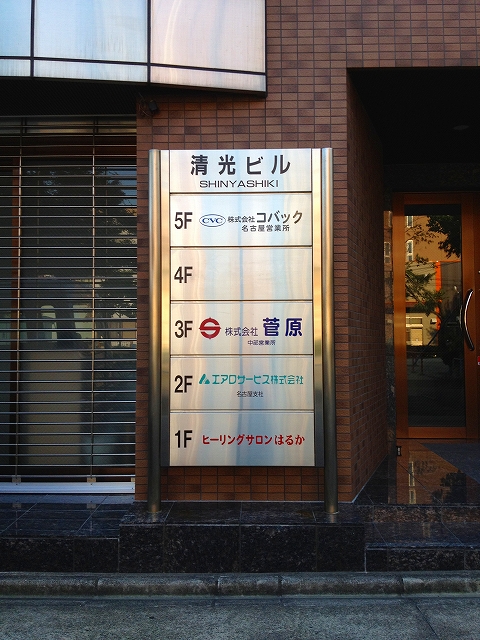 清光ビル
SHINYASHIKI
5F CVC 株式会社 コバック
名古屋営業所
4F
3F 株式会社 菅原
中部営業所
2F エアロサービス株式会社
名古屋支社
1F ヒーリングサロン はるか